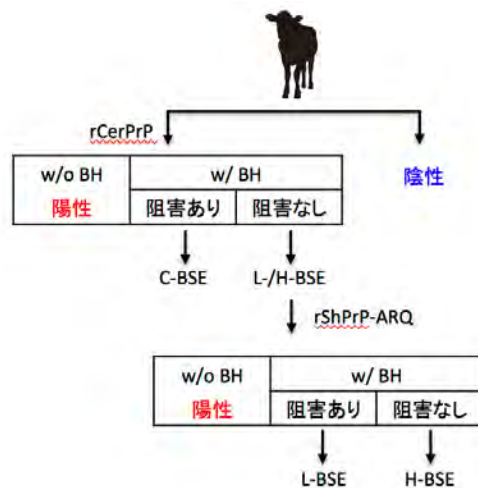 rCerPrP
w/o BH
w/ BH
陰性
陽性
阻害あり
阻害なし
C-BSE
L-/H-BSE
rShPrP-ARQ
w/o BH
w/ BH
陽性
阻害あり
阻害なし
L-BSE
H-BSE